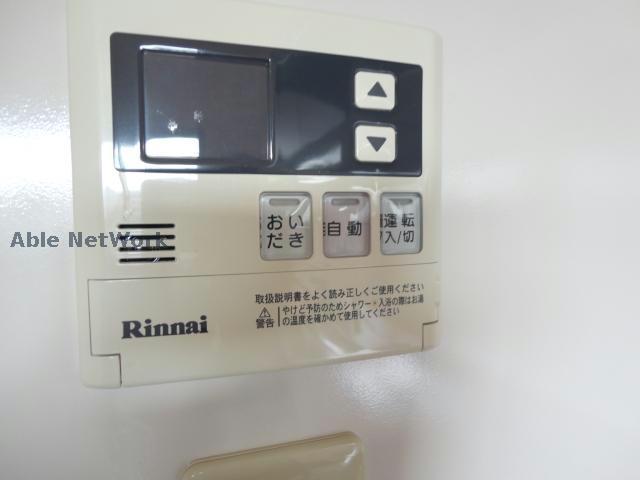 おい
だき
自動
運転
入/切
Able NetWork
Rinnai
取扱説明書をよく読み正しくご使用ください
警告
やけど予防のためシャワー・入浴の際はお湯
の温度を確かめて使用してください